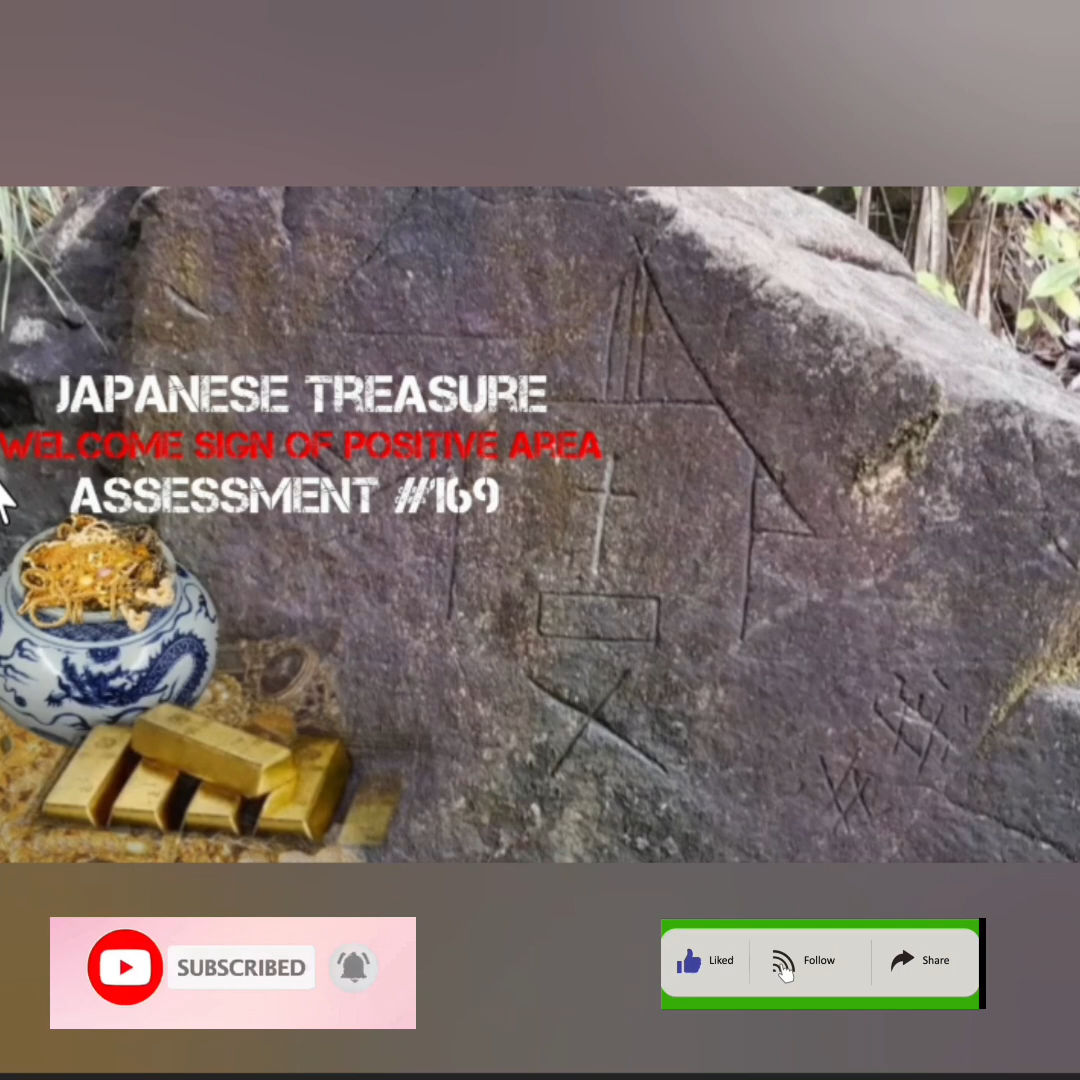 JAPANESE TREASURE
WELCOME SIGN OF POSITIVE AREA
ASSESSMENT #169
SUBSCRIBED
Liked
Follow
Share